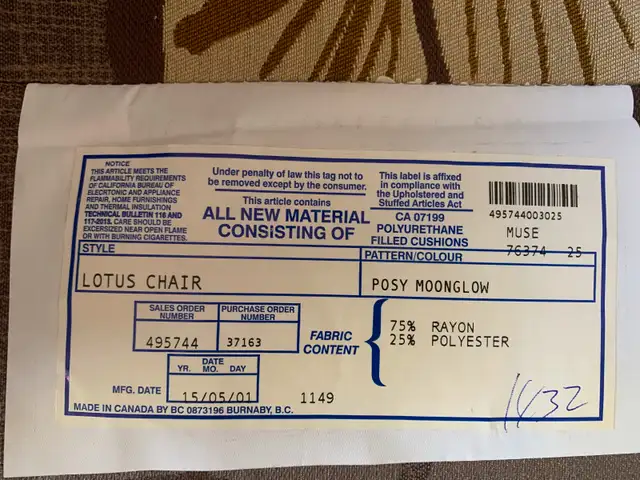 NOTICE
THIS ARTICLE MEETS THE
FLAMMABILITY REQUIREMENTS
OF CALIFORNIA BUREAU OF
ELECRTONIC AND APPLIANCE
REPAIR, HOME FURNISHINGS
AND THERMAL INSULATION
TECHNICAL BULLETIN 116 AND
117-2013. CARE SHOULD BE
EXCERSIZED NEAR OPEN FLAME
OR WITH BURNING CIGARETTES.
Under penalty of law this tag not to
be removed except by the consumer.
This article contains
ALL NEW MATERIAL
CONSISTING OF
This label is affixed
in compliance with
the Upholstered and
Stuffed Articles Act
CA 07199
POLYURETHANE
FILLED CUSHIONS
495744003025
MUSE
76374 25
STYLE
LOTUS CHAIR
PATTERN/COLOUR
POSY MOONGLOW
SALES ORDER
NUMBER
495744
PURCHASE ORDER
NUMBER
37163
FABRIC
CONTENT
75% RAYON
25% POLYESTER
DATE
YR. MO. DAY
MFG. DATE
15/05/01
1149
1432
MADE IN CANADA BY BC 0873196 BURNABY, B.C.